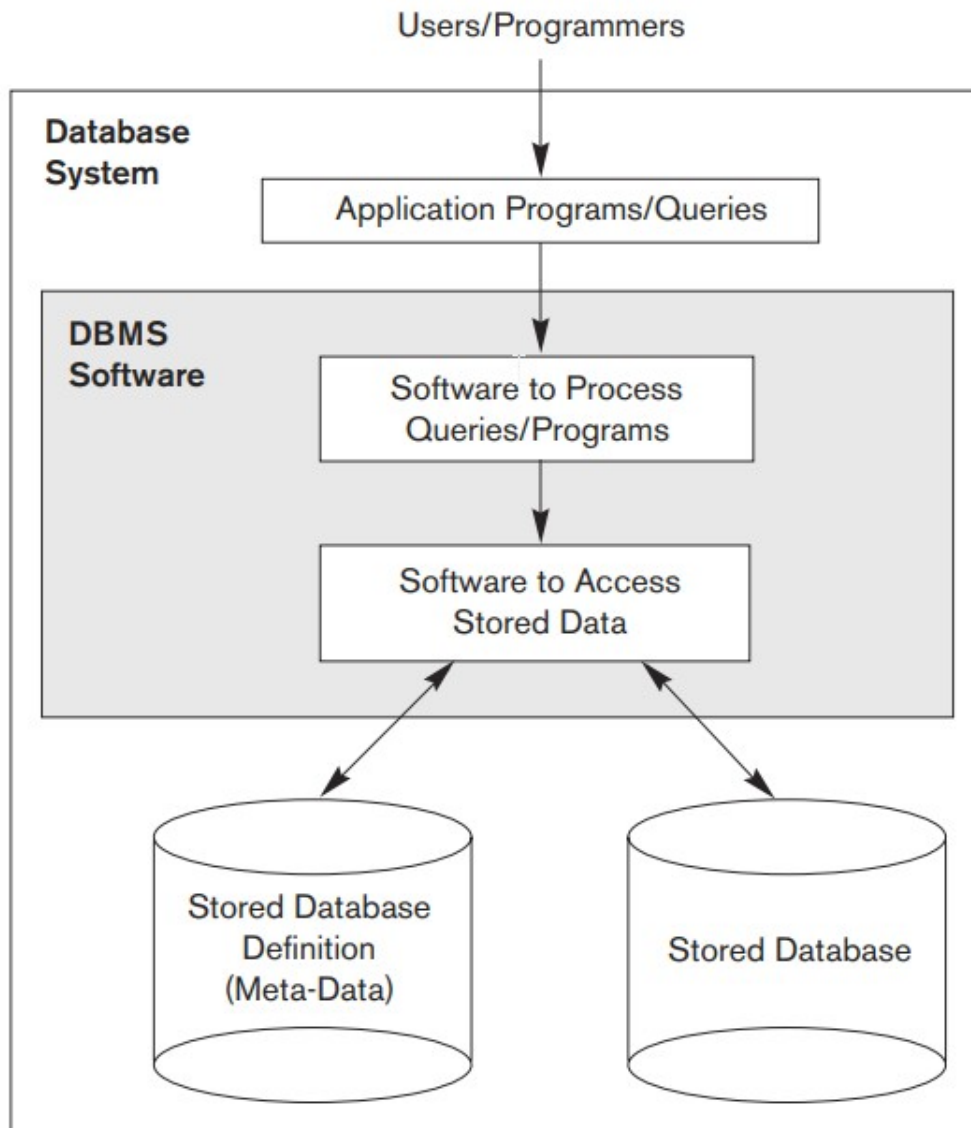 Users/Programmers
Database
System
Application Programs/Queries
DBMS
Software
Software to Process
Queries/Programs
Software to Access
Stored Data
Stored Database
Definition
(Meta-Data)
Stored Database